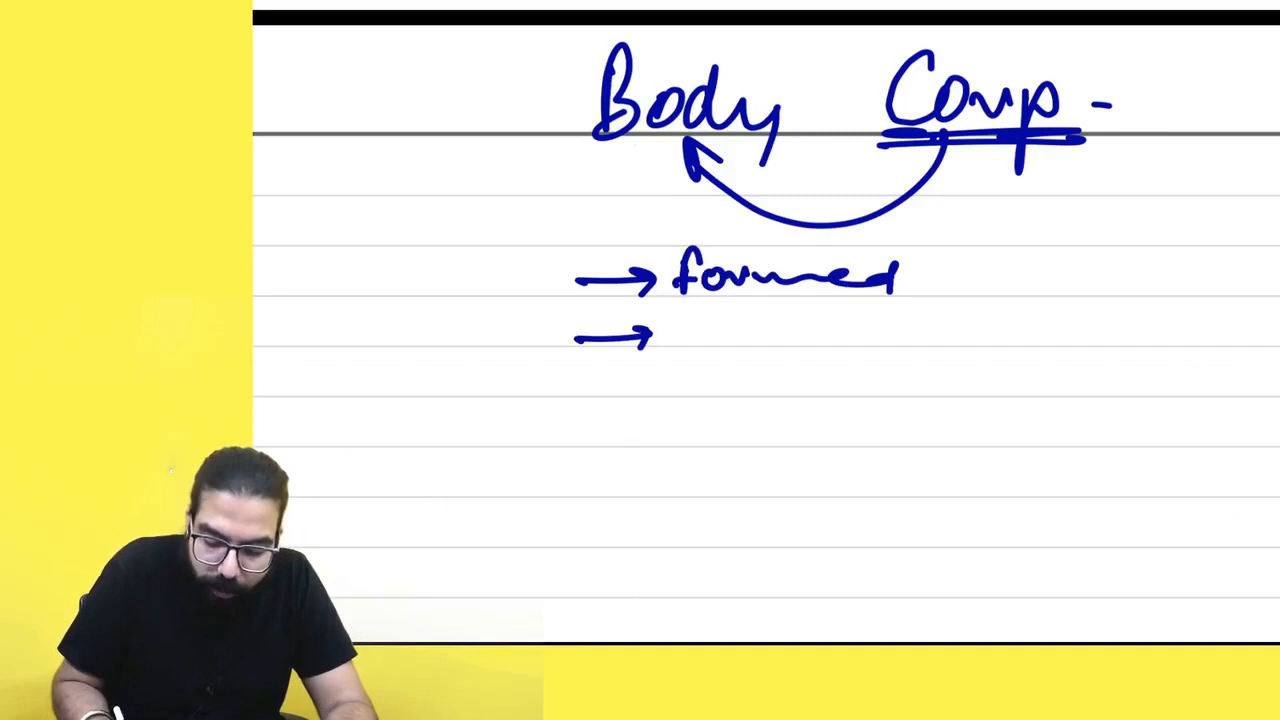 Body Comp -
→ formed
→